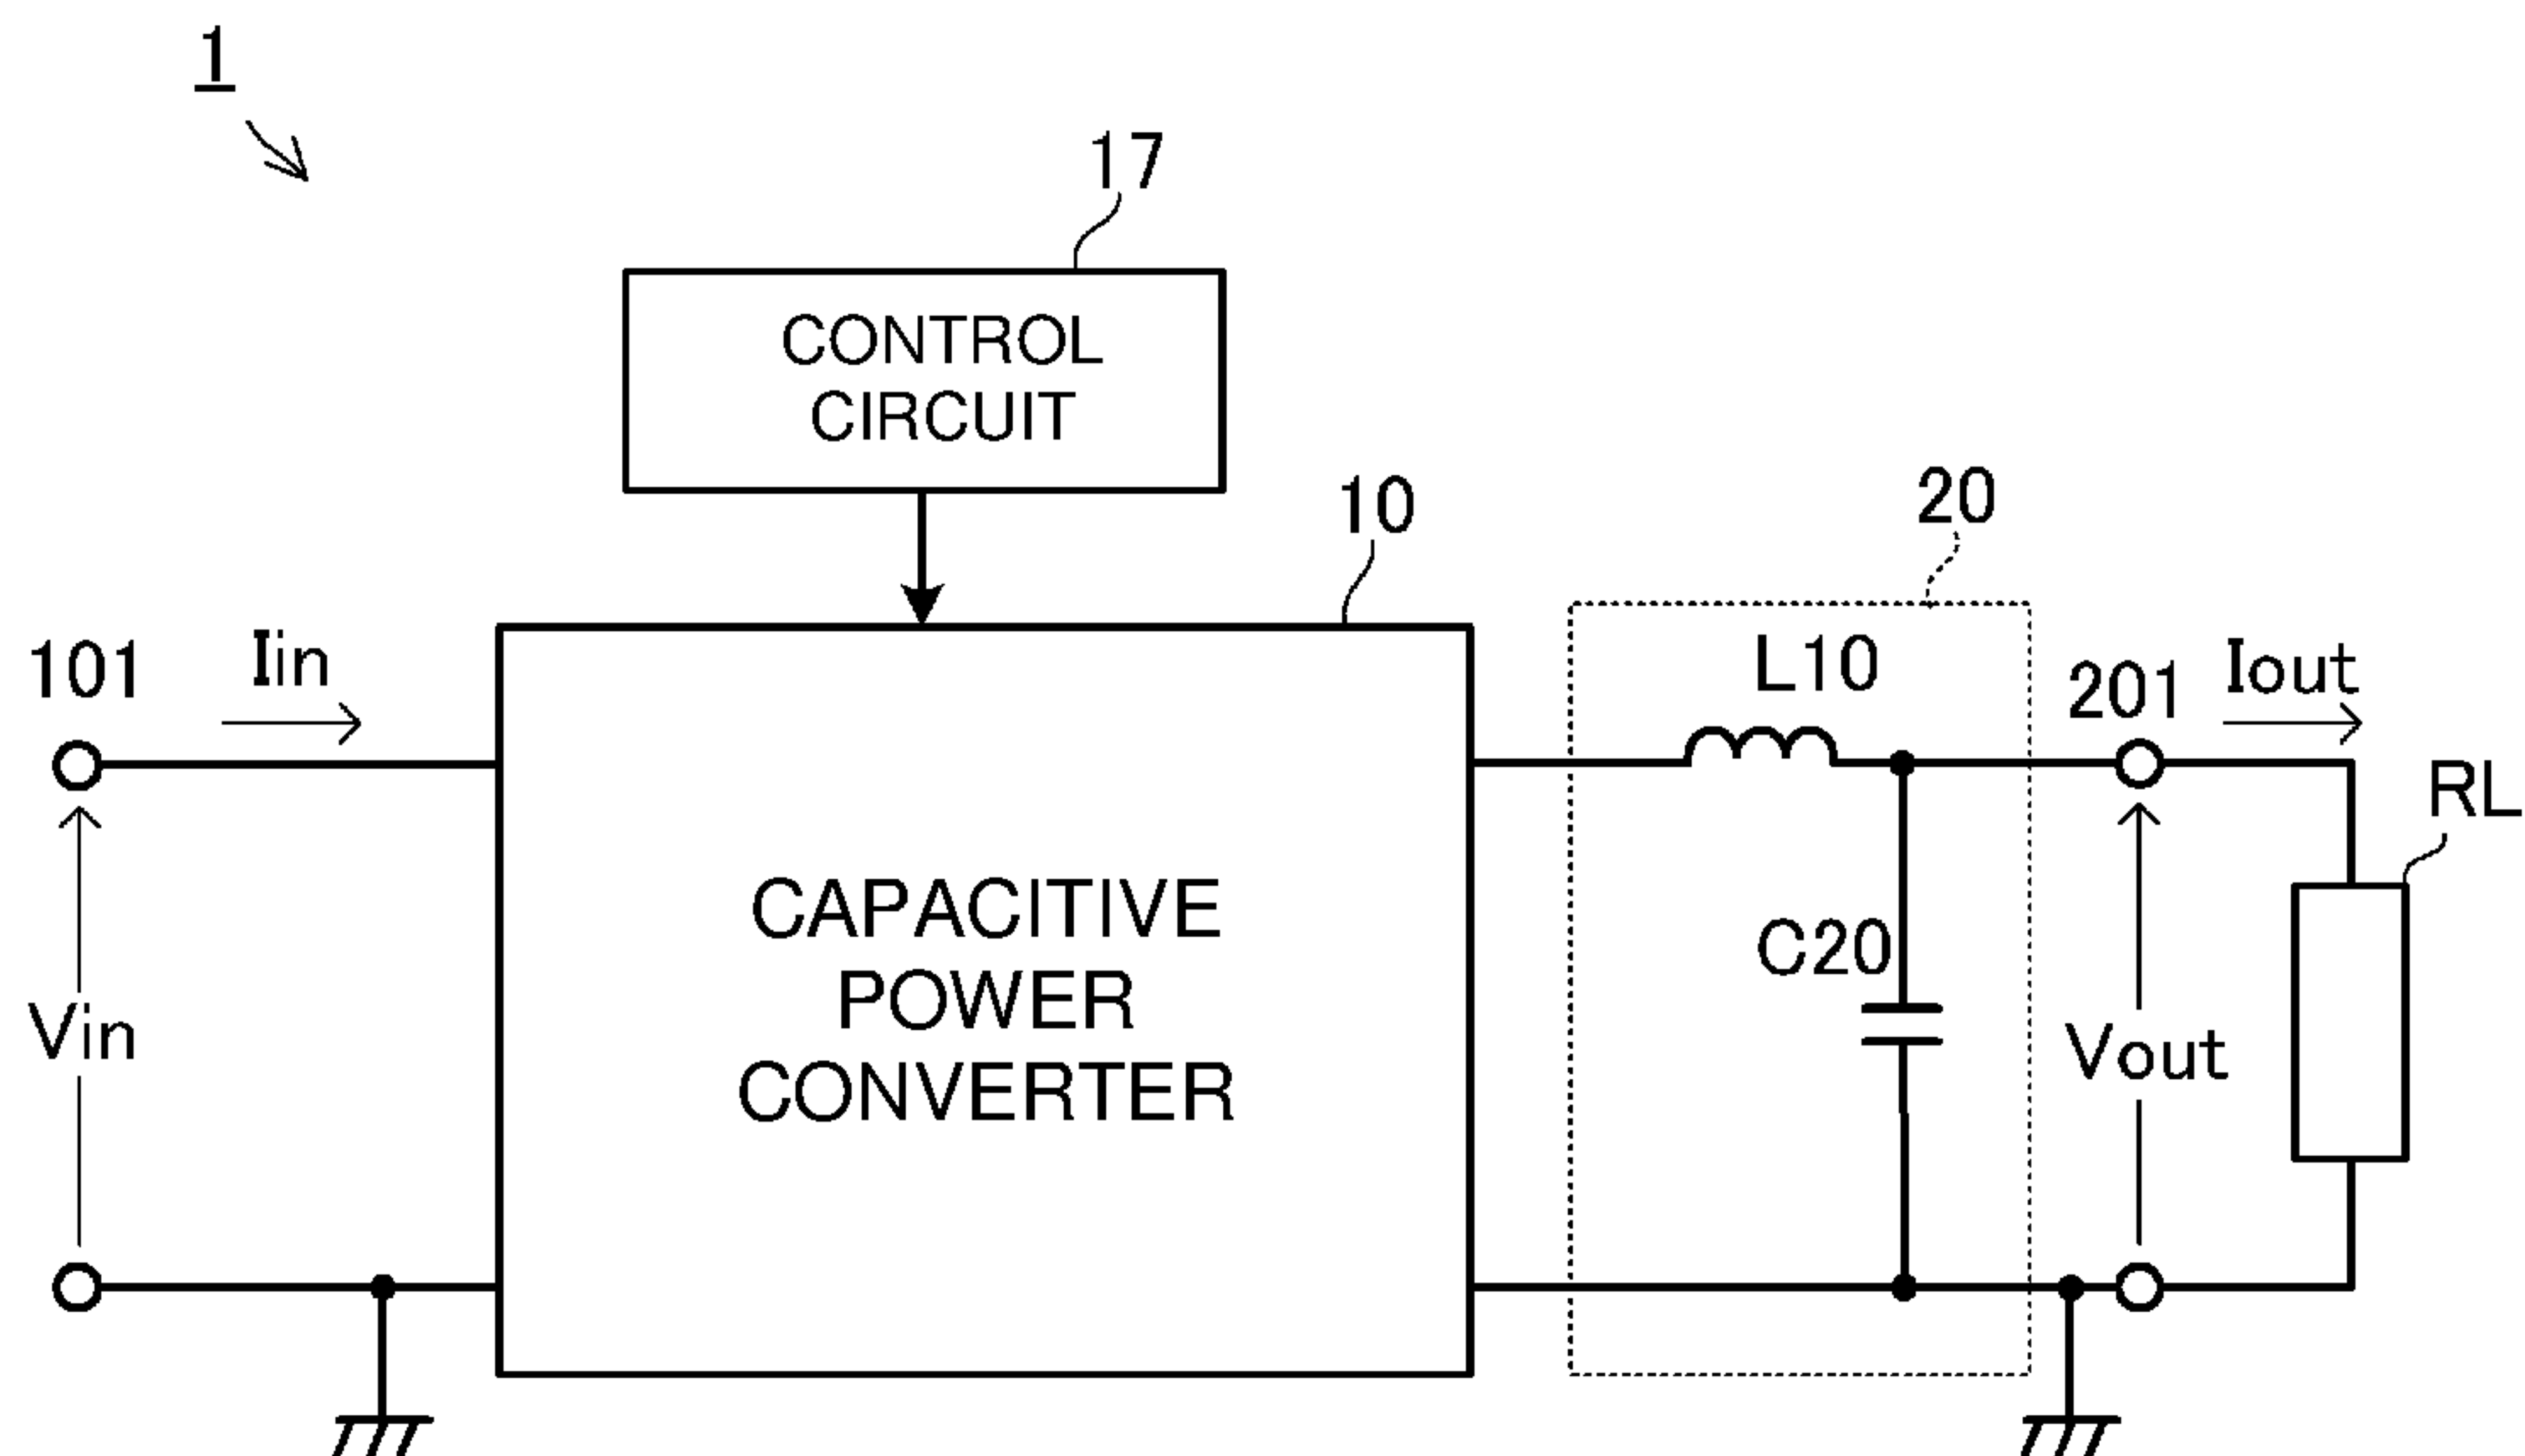 1
17
CONTROL
CIRCUIT
10
20
101
Iin
L10
201
Iout
RL
CAPACITIVE
POWER
CONVERTER
C20
Vin
Vout